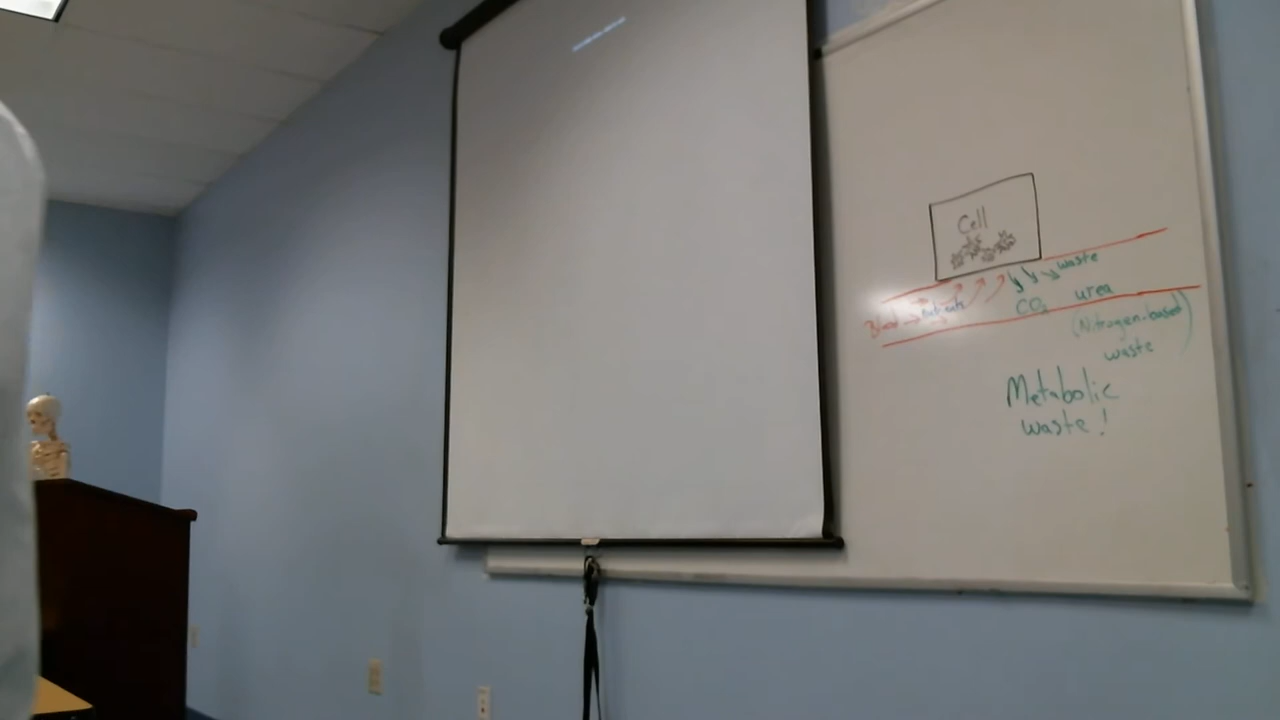 Cell
waste
Blood → Nutrients
CO₂ urea
(Nitrogen-based)
waste
Metabolic
waste!